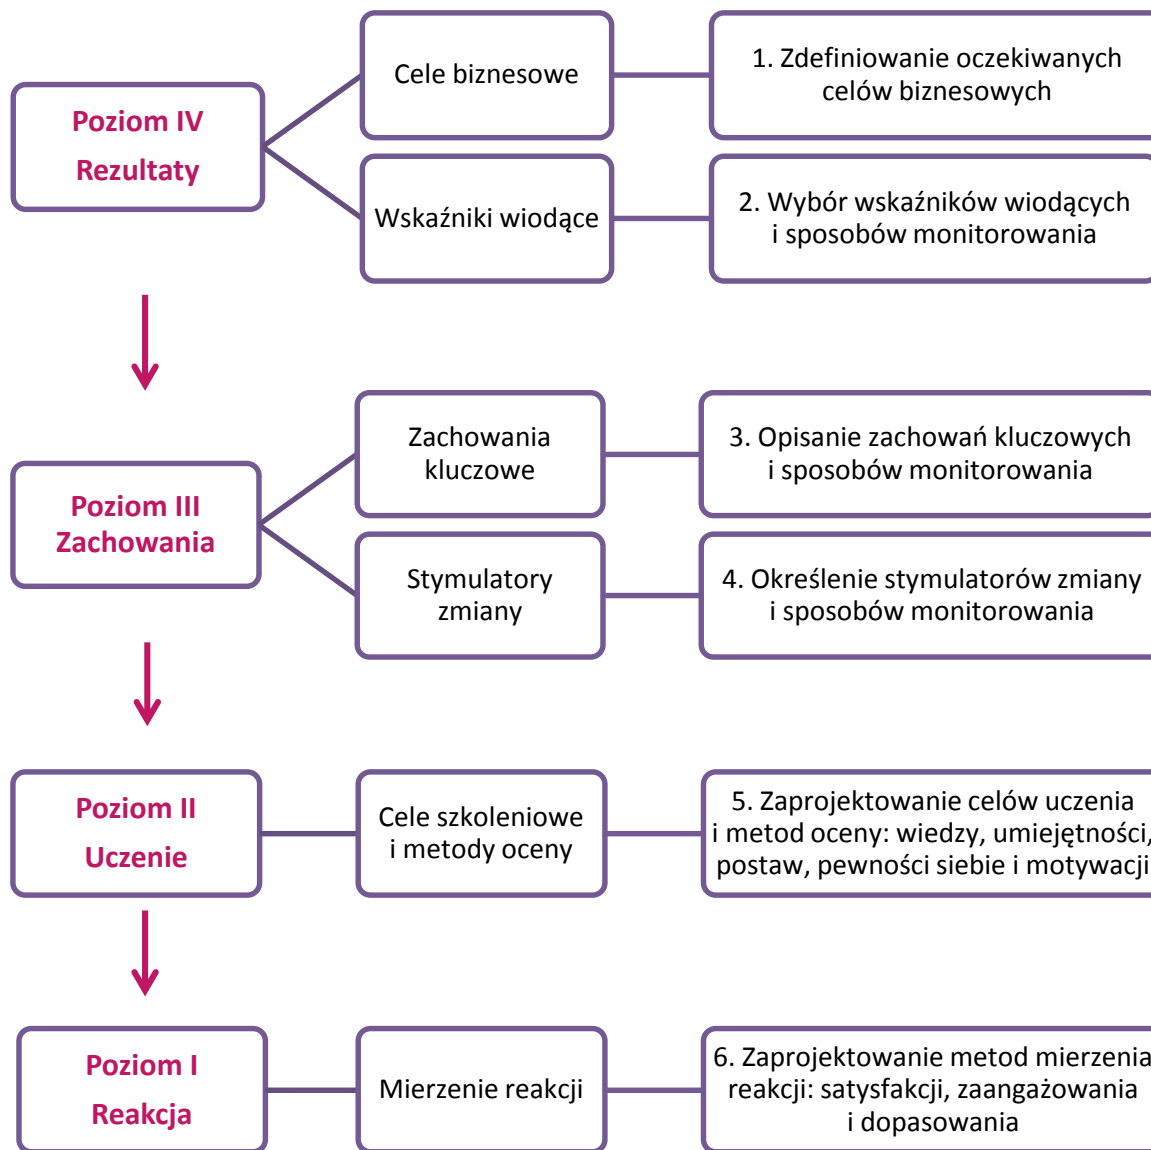 Poziom IV
Rezultaty
Cele biznesowe
1. Zdefiniowanie oczekiwanych
celów biznesowych
Wskaźniki wiodące
2. Wybór wskaźników wiodących
i sposobów monitorowania
Poziom III
Zachowania
Zachowania
kluczowe
3. Opisanie zachowań kluczowych
i sposobów monitorowania
Stymulatory
zmiany
4. Określenie stymulatorów zmiany
i sposobów monitorowania
Poziom II
Uczenie
Cele szkoleniowe
i metody oceny
5. Zaprojektowanie celów uczenia
i metod oceny: wiedzy, umiejętności,
postaw, pewności siebie i motywacji
Poziom I
Reakcja
Mierzenie reakcji
6. Zaprojektowanie metod mierzenia
reakcji: satysfakcji, zaangażowania
i dopasowania